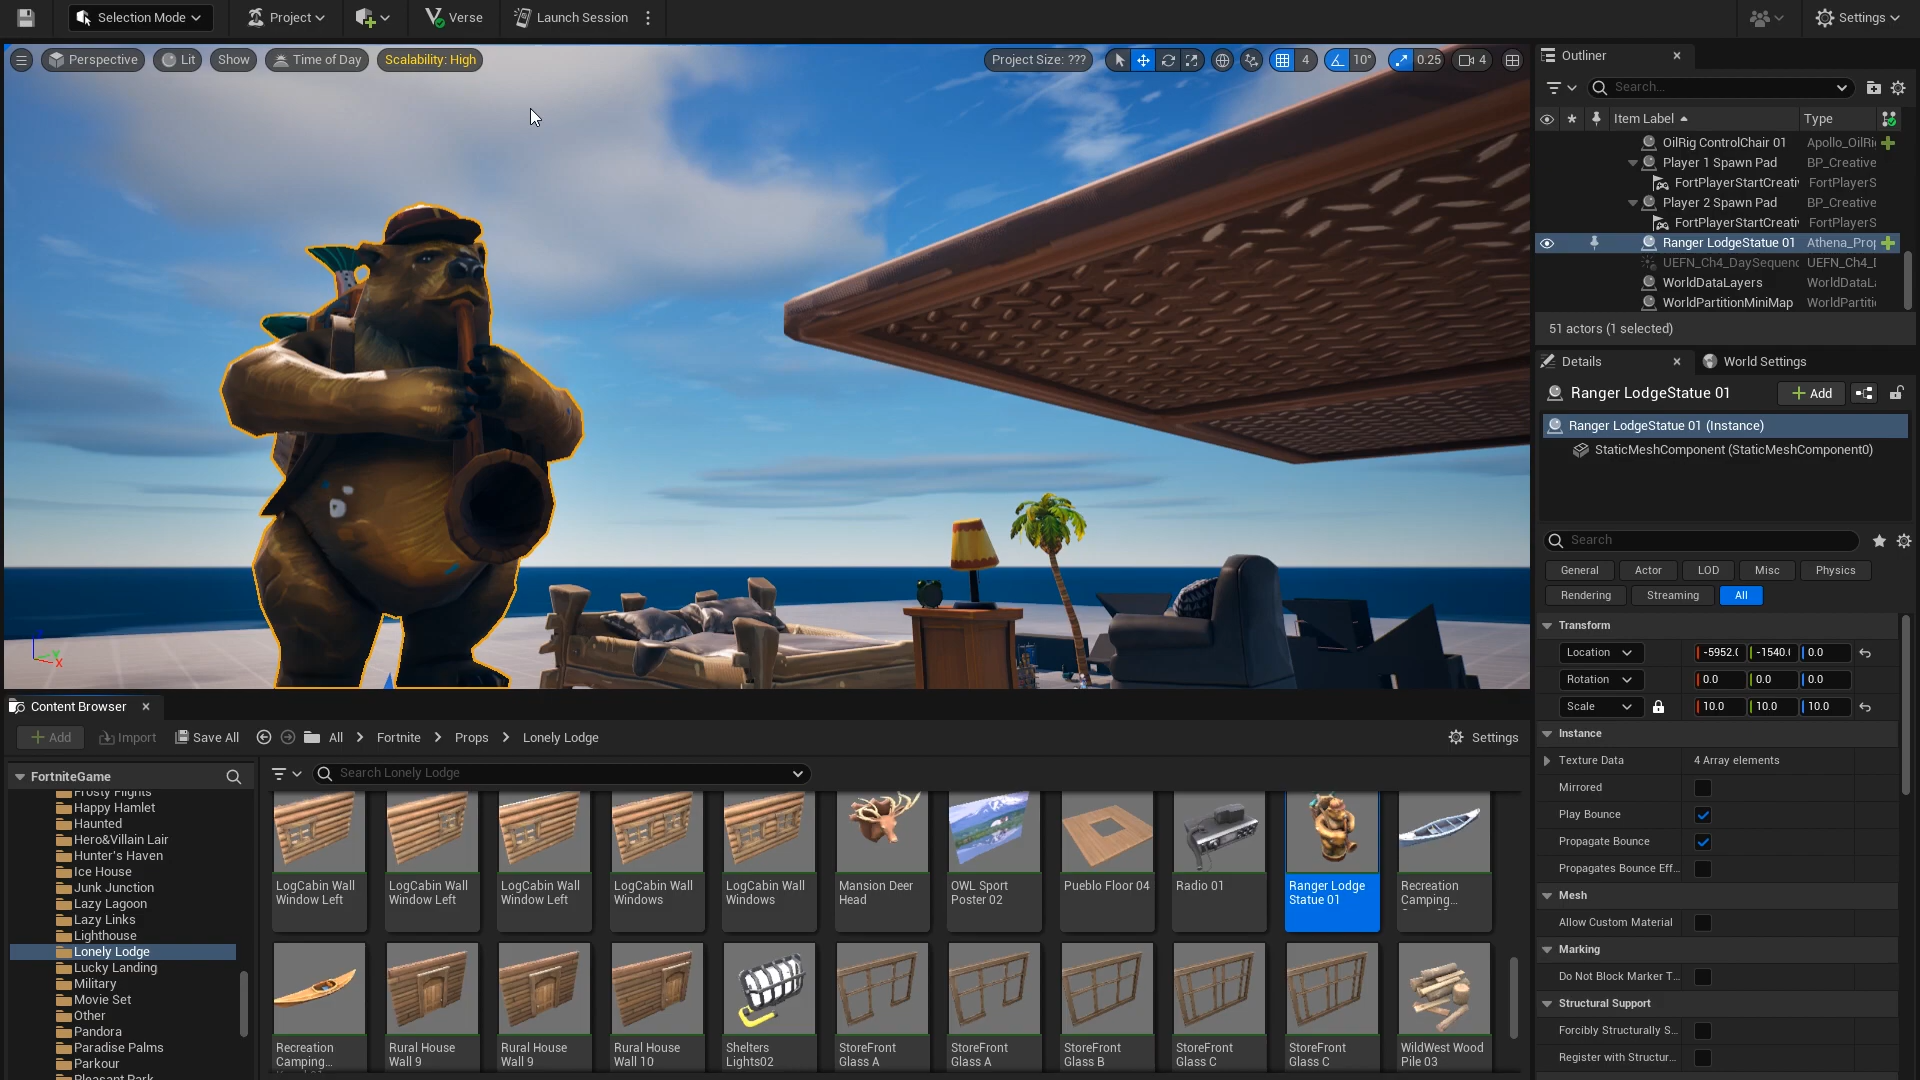 Selection Mode
Project
Verse
Launch Session
Settings
Perspective
Lit
Show
Time of Day
Scalability: High
Project Size: ???
4
10°
0.25
4
X
Outliner
Search...
Item Label
Type
OilRig ControlChair 01
Apollo_OilRi
Player 1 Spawn Pad
BP_Creative
FortPlayerStartCreati
FortPlayerS
Player 2 Spawn Pad
BP_Creative
FortPlayerStartCreati
FortPlayerS
Ranger LodgeStatue 01
Athena_Pro
UEFN_Ch4_DaySequenc
UEFN_Ch4_
WorldDataLayers
WorldDataL
WorldPartitionMiniMap
WorldPartiti
51 actors (1 selected)
Details
World Settings
Ranger LodgeStatue 01
Add
Ranger LodgeStatue 01 (Instance)
StaticMeshComponent (StaticMeshComponent0)
Search
General
Actor
LOD
Misc
Physics
Rendering
Streaming
All
Transform
Location
-5952.
-1540.
0.0
Rotation
0.0
0.0
0.0
Scale
10.0
10.0
10.0
Instance
Texture Data
4 Array elements
Mirrored
Play Bounce
Propagate Bounce
Propagates Bounce Eff...
Mesh
Allow Custom Material
Marking
Do Not Block Marker T...
Structural Support
Forcibly Structurally S...
Register with Structur...
Content Browser
Add
Import
Save All
All
Fortnite
Props
Lonely Lodge
Settings
FortniteGame
Search Lonely Lodge
Frosty Flights
Happy Hamlet
Haunted
Hero&Villain Lair
Hunter's Haven
Ice House
Junk Junction
Lazy Lagoon
Lazy Links
Lighthouse
Lonely Lodge
Lucky Landing
Military
Movie Set
Other
Pandora
Paradise Palms
Parkour
Pleasant Park
LogCabin Wall
Window Left
LogCabin Wall
Window Left
LogCabin Wall
Window Left
LogCabin Wall
Windows
LogCabin Wall
Windows
Mansion Deer
Head
OWL Sport
Poster 02
Pueblo Floor 04
Radio 01
Ranger Lodge
Statue 01
Recreation
Camping...
Recreation
Camping...
Rural House
Wall 9
Rural House
Wall 9
Rural House
Wall 10
Shelters
Lights02
StoreFront
Glass A
StoreFront
Glass A
StoreFront
Glass B
StoreFront
Glass C
StoreFront
Glass C
WildWest Wood
Pile 03